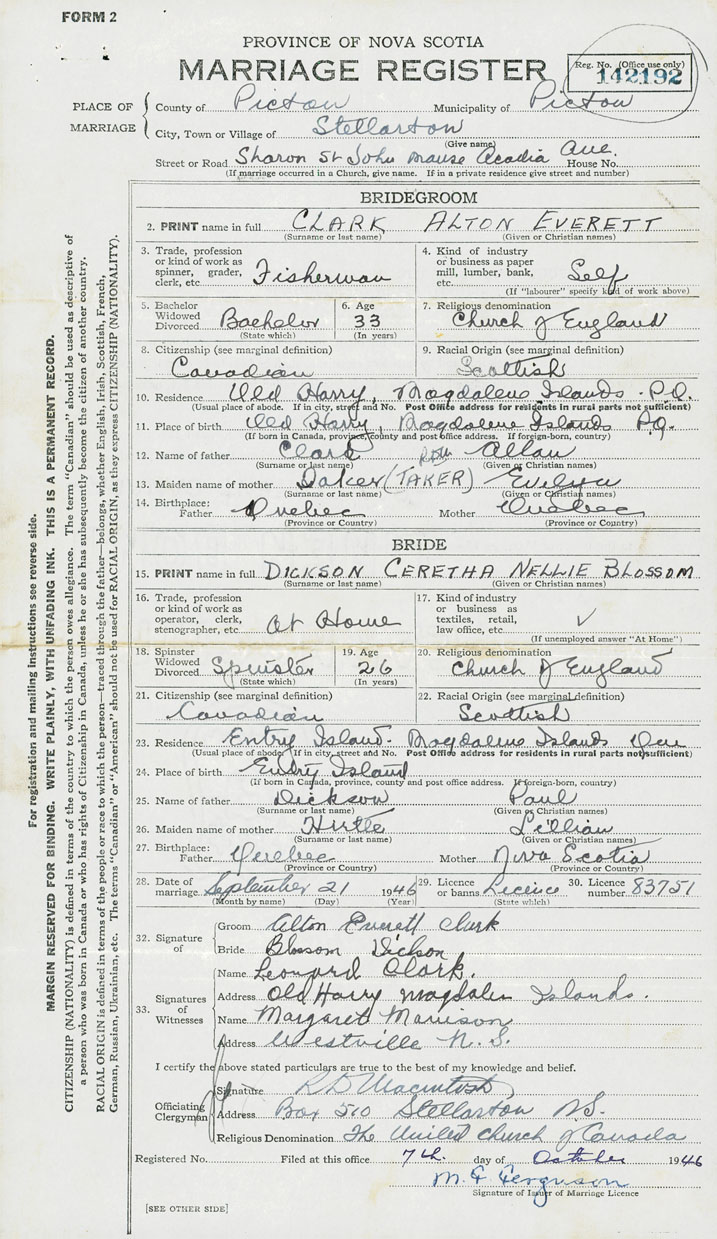 FORM 2
PROVINCE OF NOVA SCOTIA
MARRIAGE REGISTER
Reg. No. (Office use only)
142192
PLACE OF MARRIAGE
County of Pictou Municipality of Pictou
City, Town or Village of Stellarton
(Give name)
Street or Road Sharon St John Manse Acadia Ave. House No.
(If marriage occurred in a Church, give name. If in a private residence give street and number)
BRIDEGROOM
2. PRINT name in full CLARK ALTON EVERETT
(Surname or last name) (Given or Christian names)
3. Trade, profession or kind of work as spinner, grader, clerk, etc. Fisherman
4. Kind of industry or business as paper mill, lumber, bank, etc. Self
(If "labourer" specify kind of work above)
5. Bachelor Widowed Divorced Bachelor
(State which)
6. Age 33
(In years)
7. Religious denomination
Church of England
8. Citizenship (see marginal definition)
Canadian
9. Racial Origin (see marginal definition)
Scottish
10. Residence Old Harry, Magdalene Islands. P.Q.
(Usual place of abode. If in city, street and No. Post Office address for residents in rural parts not sufficient)
11. Place of birth Old Harry, Magdalene Islands P.Q.
(If born in Canada, province, county and post office address. If foreign-born, country)
12. Name of father Clark Allan
(Surname or last name) (Given or Christian names)
13. Maiden name of mother Daker (TAKER) Evelyn
(Surname or last name) (Given or Christian names)
14. Birthplace: Father Quebec Mother Quebec
(Province or Country) (Province or Country)
BRIDE
15. PRINT name in full DICKSON CERETHA NELLIE BLOSSOM
(Surname or last name) (Given or Christian names)
16. Trade, profession or kind of work as operator, clerk, stenographer, etc. At Home
17. Kind of industry or business as textiles, retail, law office, etc. ✓
(If unemployed answer "At Home")
18. Spinster Widowed Divorced Spinster
(State which)
19. Age 26
(In years)
20. Religious denomination
Church of England
21. Citizenship (see marginal definition)
Canadian
22. Racial Origin (see marginal definition)
Scottish
23. Residence Entry Island. Magdalene Islands Que
(Usual place of abode. If in city, street and No. Post Office address for residents in rural parts not sufficient)
24. Place of birth Entry Island
(If born in Canada, province, county and post office address. If foreign-born, country)
25. Name of father Dickson Paul
(Surname or last name) (Given or Christian names)
26. Maiden name of mother Hirtle Lillian
(Surname or last name) (Given or Christian names)
27. Birthplace: Father Quebec Mother Nova Scotia
(Province or Country) (Province or Country)
28. Date of marriage September 21 1946
(Month by name) (Day) (Year)
29. Licence or banns Licence
(State which)
30. Licence number 83751
32. Signature of
Groom Alton Everett Clark
Bride Blossom Dickson
33. Signatures of Witnesses
Name Leonard Clark.
Address Old Harry Magdalen Islands.
Name Margaret Manison
Address Westville N.S.
I certify the above stated particulars are true to the best of my knowledge and belief.
Officiating Clergyman
Signature R D Macintosh
Address Box 510 Stellarton NS.
Religious Denomination The United Church of Canada
Registered No. Filed at this office 7th. day of October 1946
M. F. Ferguson
Signature of Issuer of Marriage Licence
[SEE OTHER SIDE]
For registration and mailing instructions see reverse side.
MARGIN RESERVED FOR BINDING. WRITE PLAINLY, WITH UNFADING INK. THIS IS A PERMANENT RECORD.
CITIZENSHIP (NATIONALITY) is defined in terms of the country to which the person owes allegiance. The term "Canadian" should be used as descriptive of
a person who was born in Canada or who has rights of Citizenship in Canada, unless he or she has subsequently become the citizen of another country.
RACIAL ORIGIN is defined in terms of the people or race to which the person—traced through the father—belongs, whether English, Irish, Scottish, French,
German, Russian, Ukrainian, etc. The terms "Canadian" or "American" should not be used for RACIAL ORIGIN, as they express CITIZENSHIP (NATIONALITY).